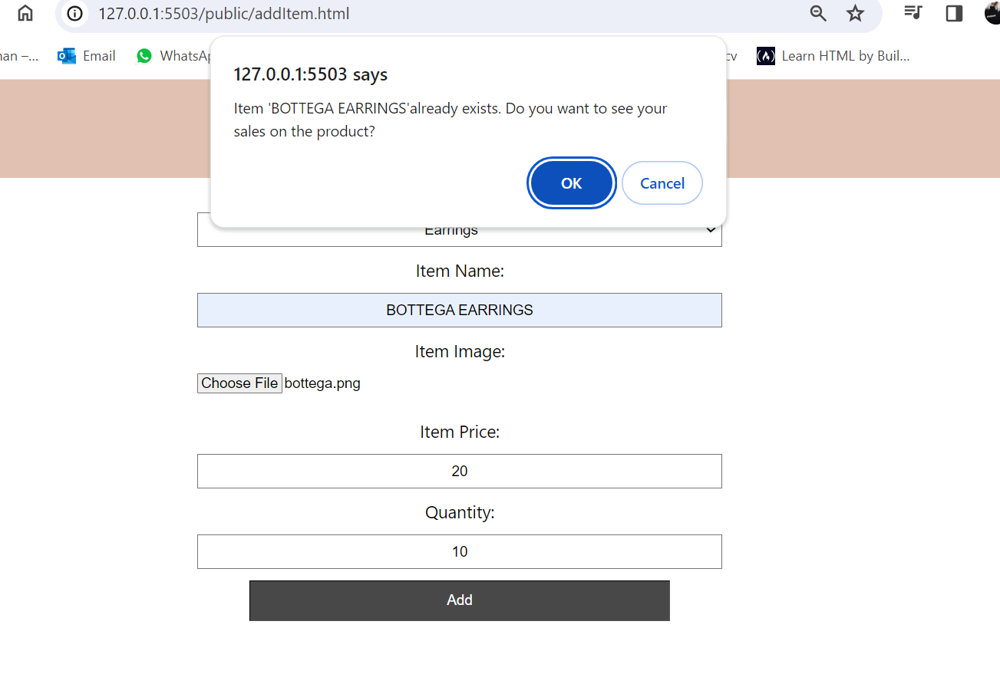 127.0.0.1:5503/public/addItem.html
Email WhatsAp Learn HTML by Buil...
127.0.0.1:5503 says
Item 'BOTTEGA EARRINGS'already exists. Do you want to see your
sales on the product?
OK Cancel
Earrings
Item Name:
BOTTEGA EARRINGS
Item Image:
Choose File bottega.png
Item Price:
20
Quantity:
10
Add